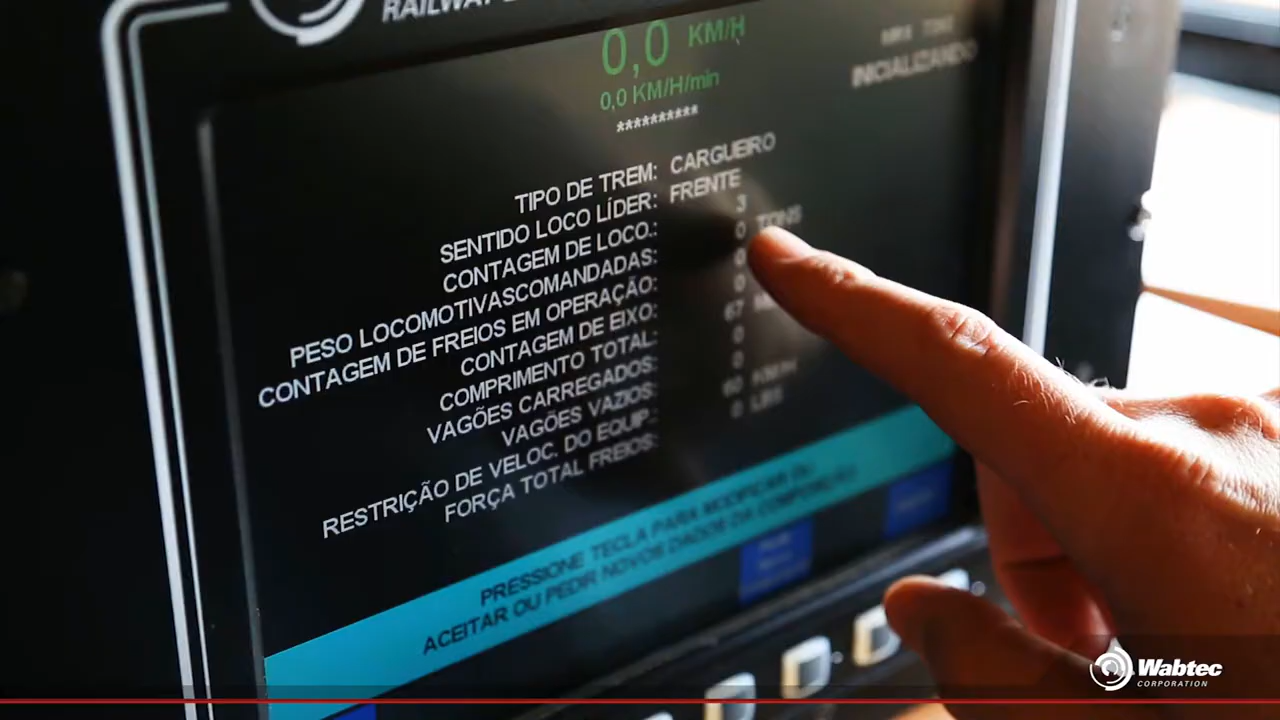 RAILWAY
0,0 KM/H
0,0 KM/H/min
**********
INICIALIZANDO
TIPO DE TREM: CARGUEIRO
SENTIDO LOCO LÍDER: FRENTE
CONTAGEM DE LOCO.: 3
PESO LOCOMOTIVASCOMANDADAS: 0 TONS
CONTAGEM DE FREIOS EM OPERAÇÃO: 0
CONTAGEM DE EIXO: 0
COMPRIMENTO TOTAL: 67
VAGÕES CARREGADOS: 0
VAGÕES VAZIOS: 0
RESTRIÇÃO DE VELOC. DO EQUIP.: 60 KM/H
FORÇA TOTAL FREIOS: 0 LBS
PRESSIONE TECLA PARA MODIFICAR OU
ACEITAR OU PEDIR NOVOS DADOS DA COMPOSIÇÃO
Wabtec
CORPORATION